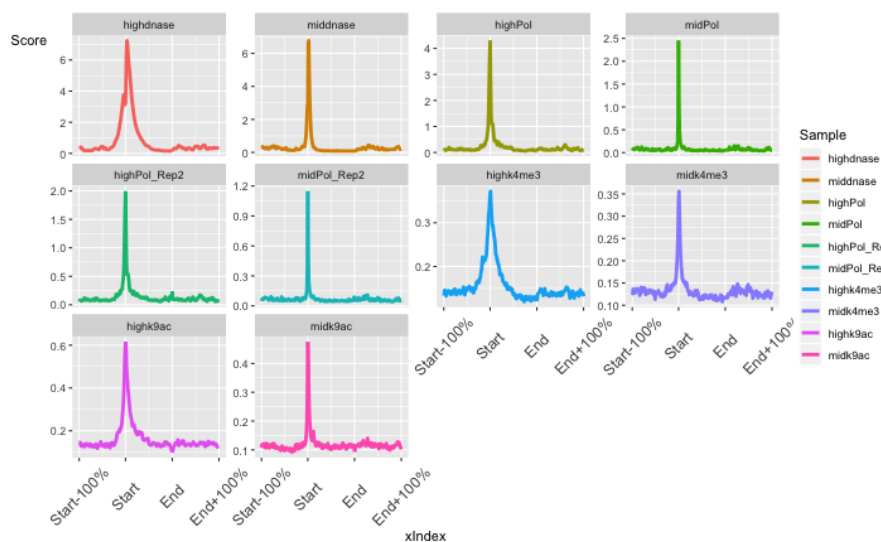 highdnase middnase highPol midPol
Score
6
4
2
0
6
4
2
0
4
3
2
1
0
2.5
2.0
1.5
1.0
0.5
0.0
highPol_Rep2 midPol_Rep2 highk4me3 midk4me3
2.0
1.5
1.0
0.5
0.0
1.2
0.9
0.6
0.3
0.0
0.3
0.2
0.35
0.30
0.25
0.20
0.15
0.10
highk9ac midk9ac
0.6
0.4
0.2
0.4
0.3
0.2
0.1
Start-100% Start End End+100%
Start-100% Start End End+100%
Start-100% Start End End+100%
Start-100% Start End End+100%
xIndex
Sample
highdnase
middnase
highPol
midPol
highPol_Re
midPol_Re
highk4me3
midk4me3
highk9ac
midk9ac